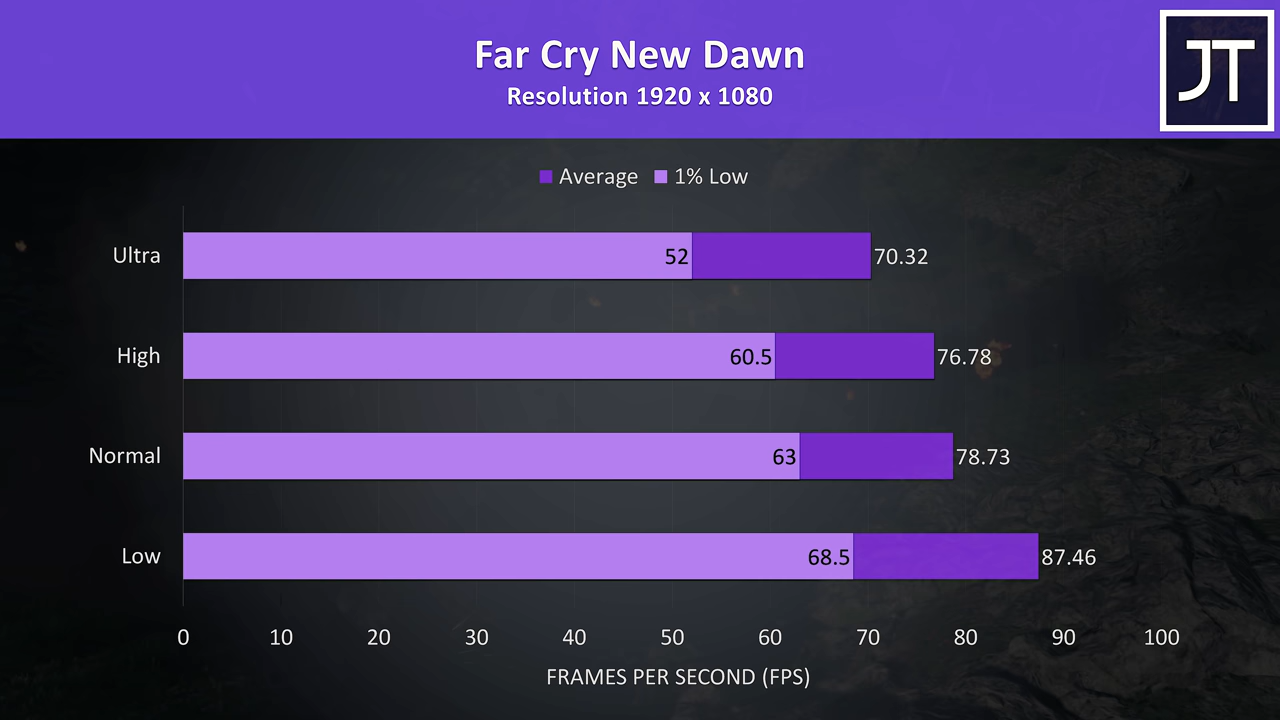 Far Cry New Dawn
Resolution 1920 x 1080
JT
Average 1% Low
Ultra 52 70.32
High 60.5 76.78
Normal 63 78.73
Low 68.5 87.46
0 10 20 30 40 50 60 70 80 90 100
FRAMES PER SECOND (FPS)